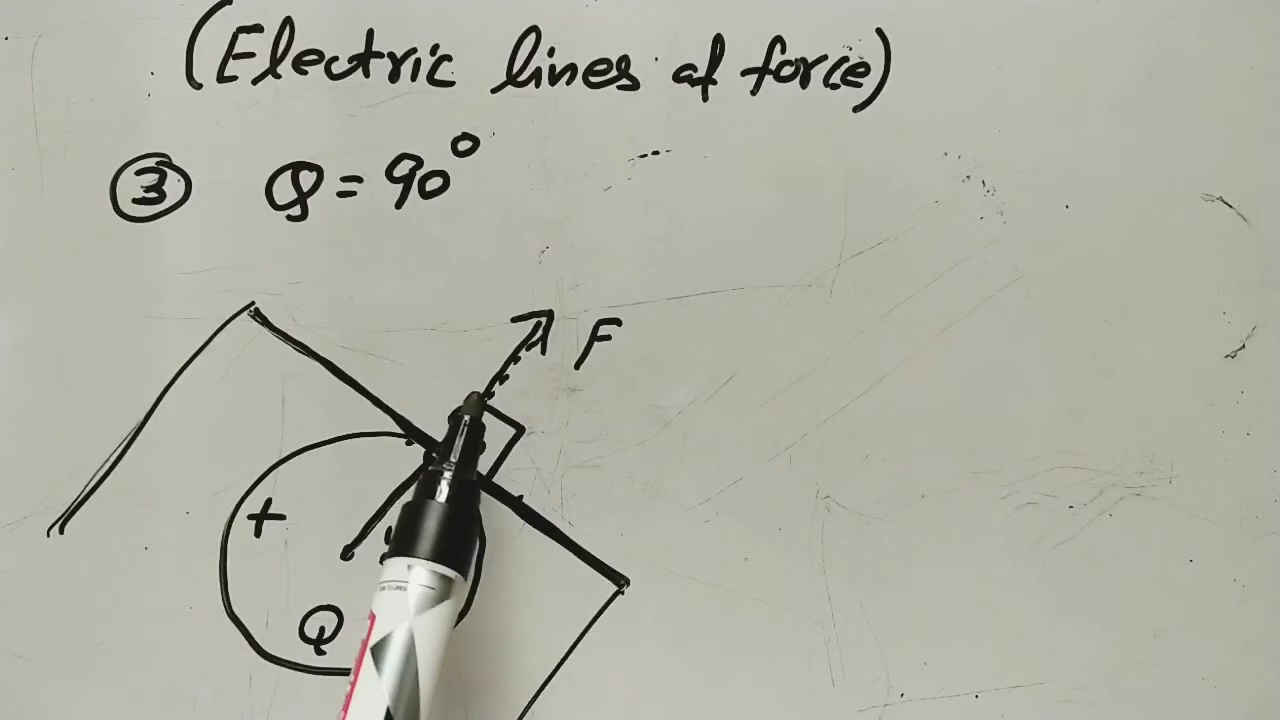 (Electric lines of force)
③ Q = 90°
F
+
Q